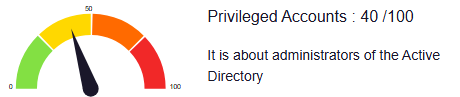 50
0
100
Privileged Accounts : 40 /100
It is about administrators of the Active
Directory